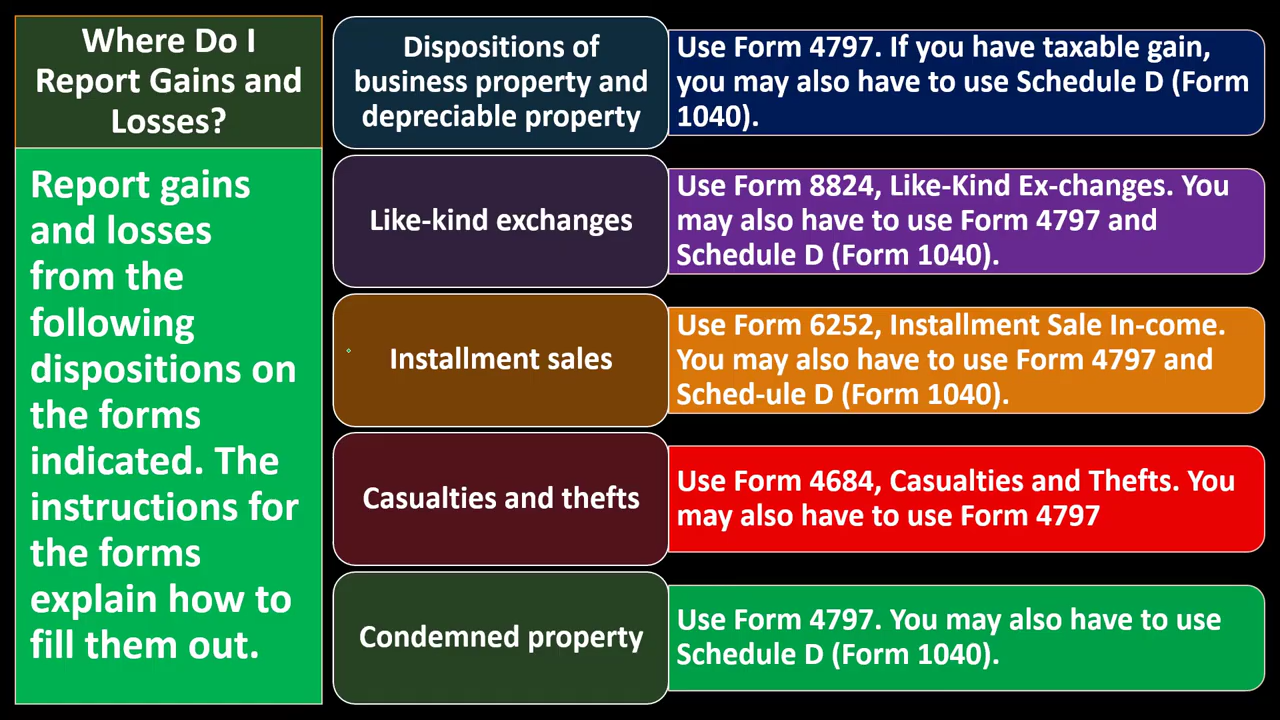 Where Do I
Report Gains and
Losses?
Report gains
and losses
from the
following
dispositions on
the forms
indicated. The
instructions for
the forms
explain how to
fill them out.
Dispositions of
business property and
depreciable property
Use Form 4797. If you have taxable gain,
you may also have to use Schedule D (Form
1040).
Like-kind exchanges
Use Form 8824, Like-Kind Ex-changes. You
may also have to use Form 4797 and
Schedule D (Form 1040).
Installment sales
Use Form 6252, Installment Sale In-come.
You may also have to use Form 4797 and
Sched-ule D (Form 1040).
Casualties and thefts
Use Form 4684, Casualties and Thefts. You
may also have to use Form 4797
Condemned property
Use Form 4797. You may also have to use
Schedule D (Form 1040).